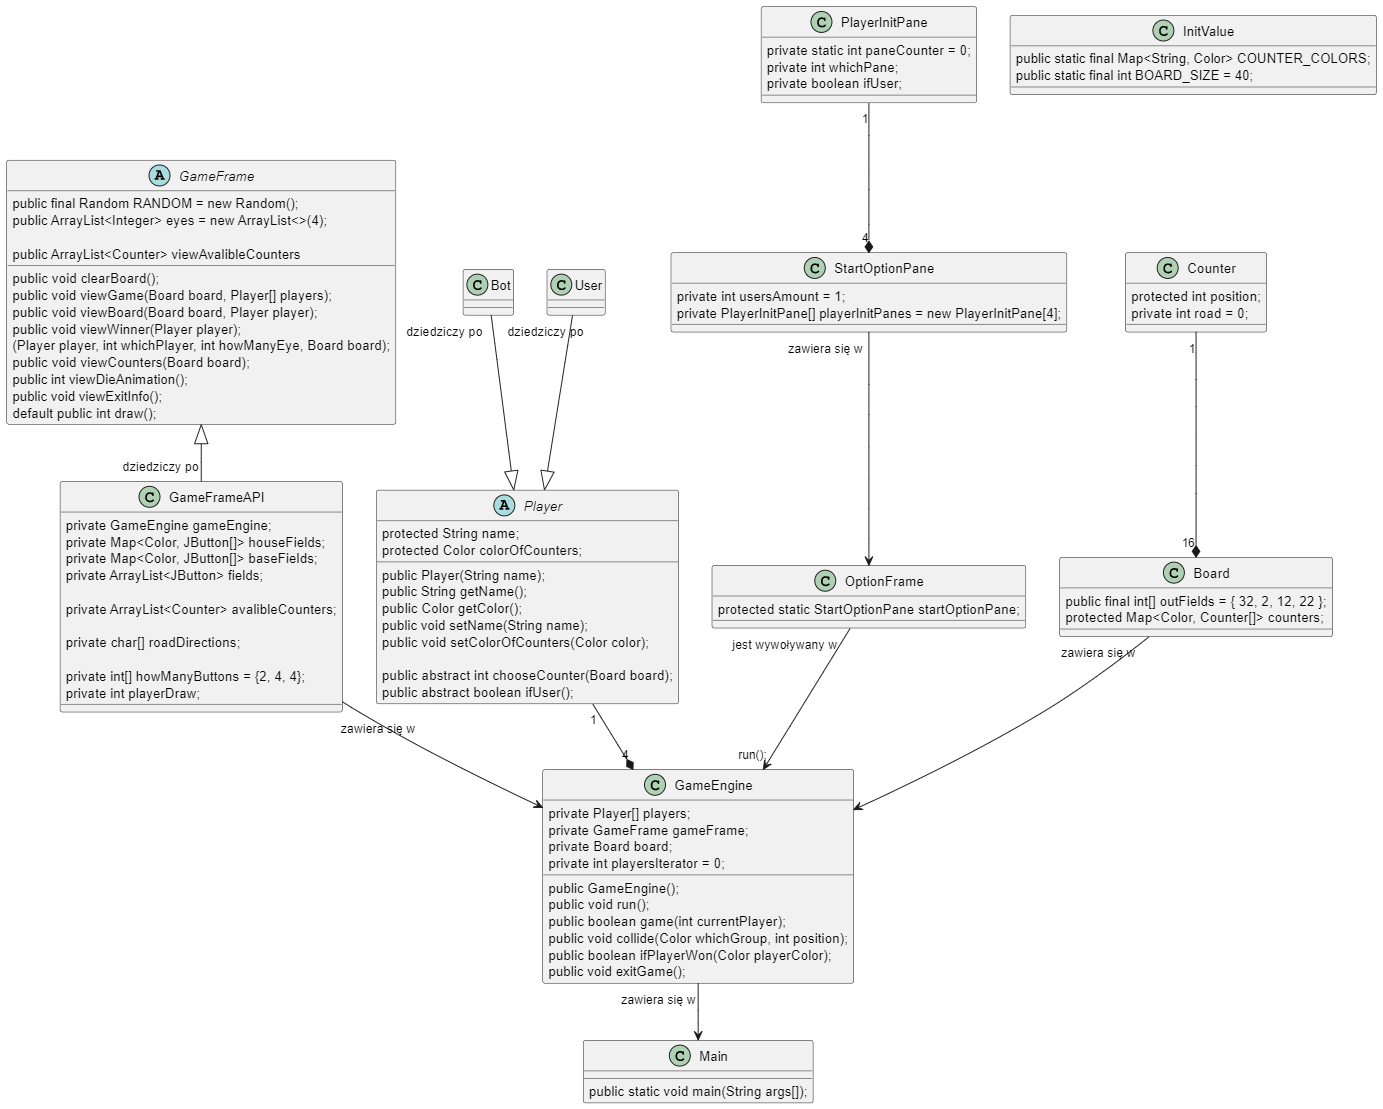 PlayerInitPane
private static int paneCounter = 0;
private int whichPane;
private boolean ifUser;
InitValue
public static final Map<String, Color> COUNTER_COLORS;
public static final int BOARD_SIZE = 40;
1
4
GameFrame
public final Random RANDOM = new Random();
public ArrayList<Integer> eyes = new ArrayList<>(4);
public ArrayList<Counter> viewAvalibleCounters
public void clearBoard();
public void viewGame(Board board, Player[] players);
public void viewBoard(Board board, Player player);
public void viewWinner(Player player);
(Player player, int whichPlayer, int howManyEye, Board board);
public void viewCounters(Board board);
public int viewDieAnimation();
public void viewExitInfo();
default public int draw();
Bot
User
dziedziczy po
dziedziczy po
StartOptionPane
private int usersAmount = 1;
private PlayerInitPane[] playerInitPanes = new PlayerInitPane[4];
zawiera się w
Counter
protected int position;
private int road = 0;
1
16
dziedziczy po
GameFrameAPI
private GameEngine gameEngine;
private Map<Color, JButton[]> houseFields;
private Map<Color, JButton[]> baseFields;
private ArrayList<JButton> fields;
private ArrayList<Counter> avalibleCounters;
private char[] roadDirections;
private int[] howManyButtons = {2, 4, 4};
private int playerDraw;
zawiera się w
Player
protected String name;
protected Color colorOfCounters;
public Player(String name);
public String getName();
public Color getColor();
public void setName(String name);
public void setColorOfCounters(Color color);
public abstract int chooseCounter(Board board);
public abstract boolean ifUser();
1
4
OptionFrame
protected static StartOptionPane startOptionPane;
jest wywoływany w
run();
Board
public final int[] outFields = { 32, 2, 12, 22 };
protected Map<Color, Counter[]> counters;
zawiera się w
GameEngine
private Player[] players;
private GameFrame gameFrame;
private Board board;
private int playersIterator = 0;
public GameEngine();
public void run();
public boolean game(int currentPlayer);
public void collide(Color whichGroup, int position);
public boolean ifPlayerWon(Color playerColor);
public void exitGame();
zawiera się w
Main
public static void main(String args[]);